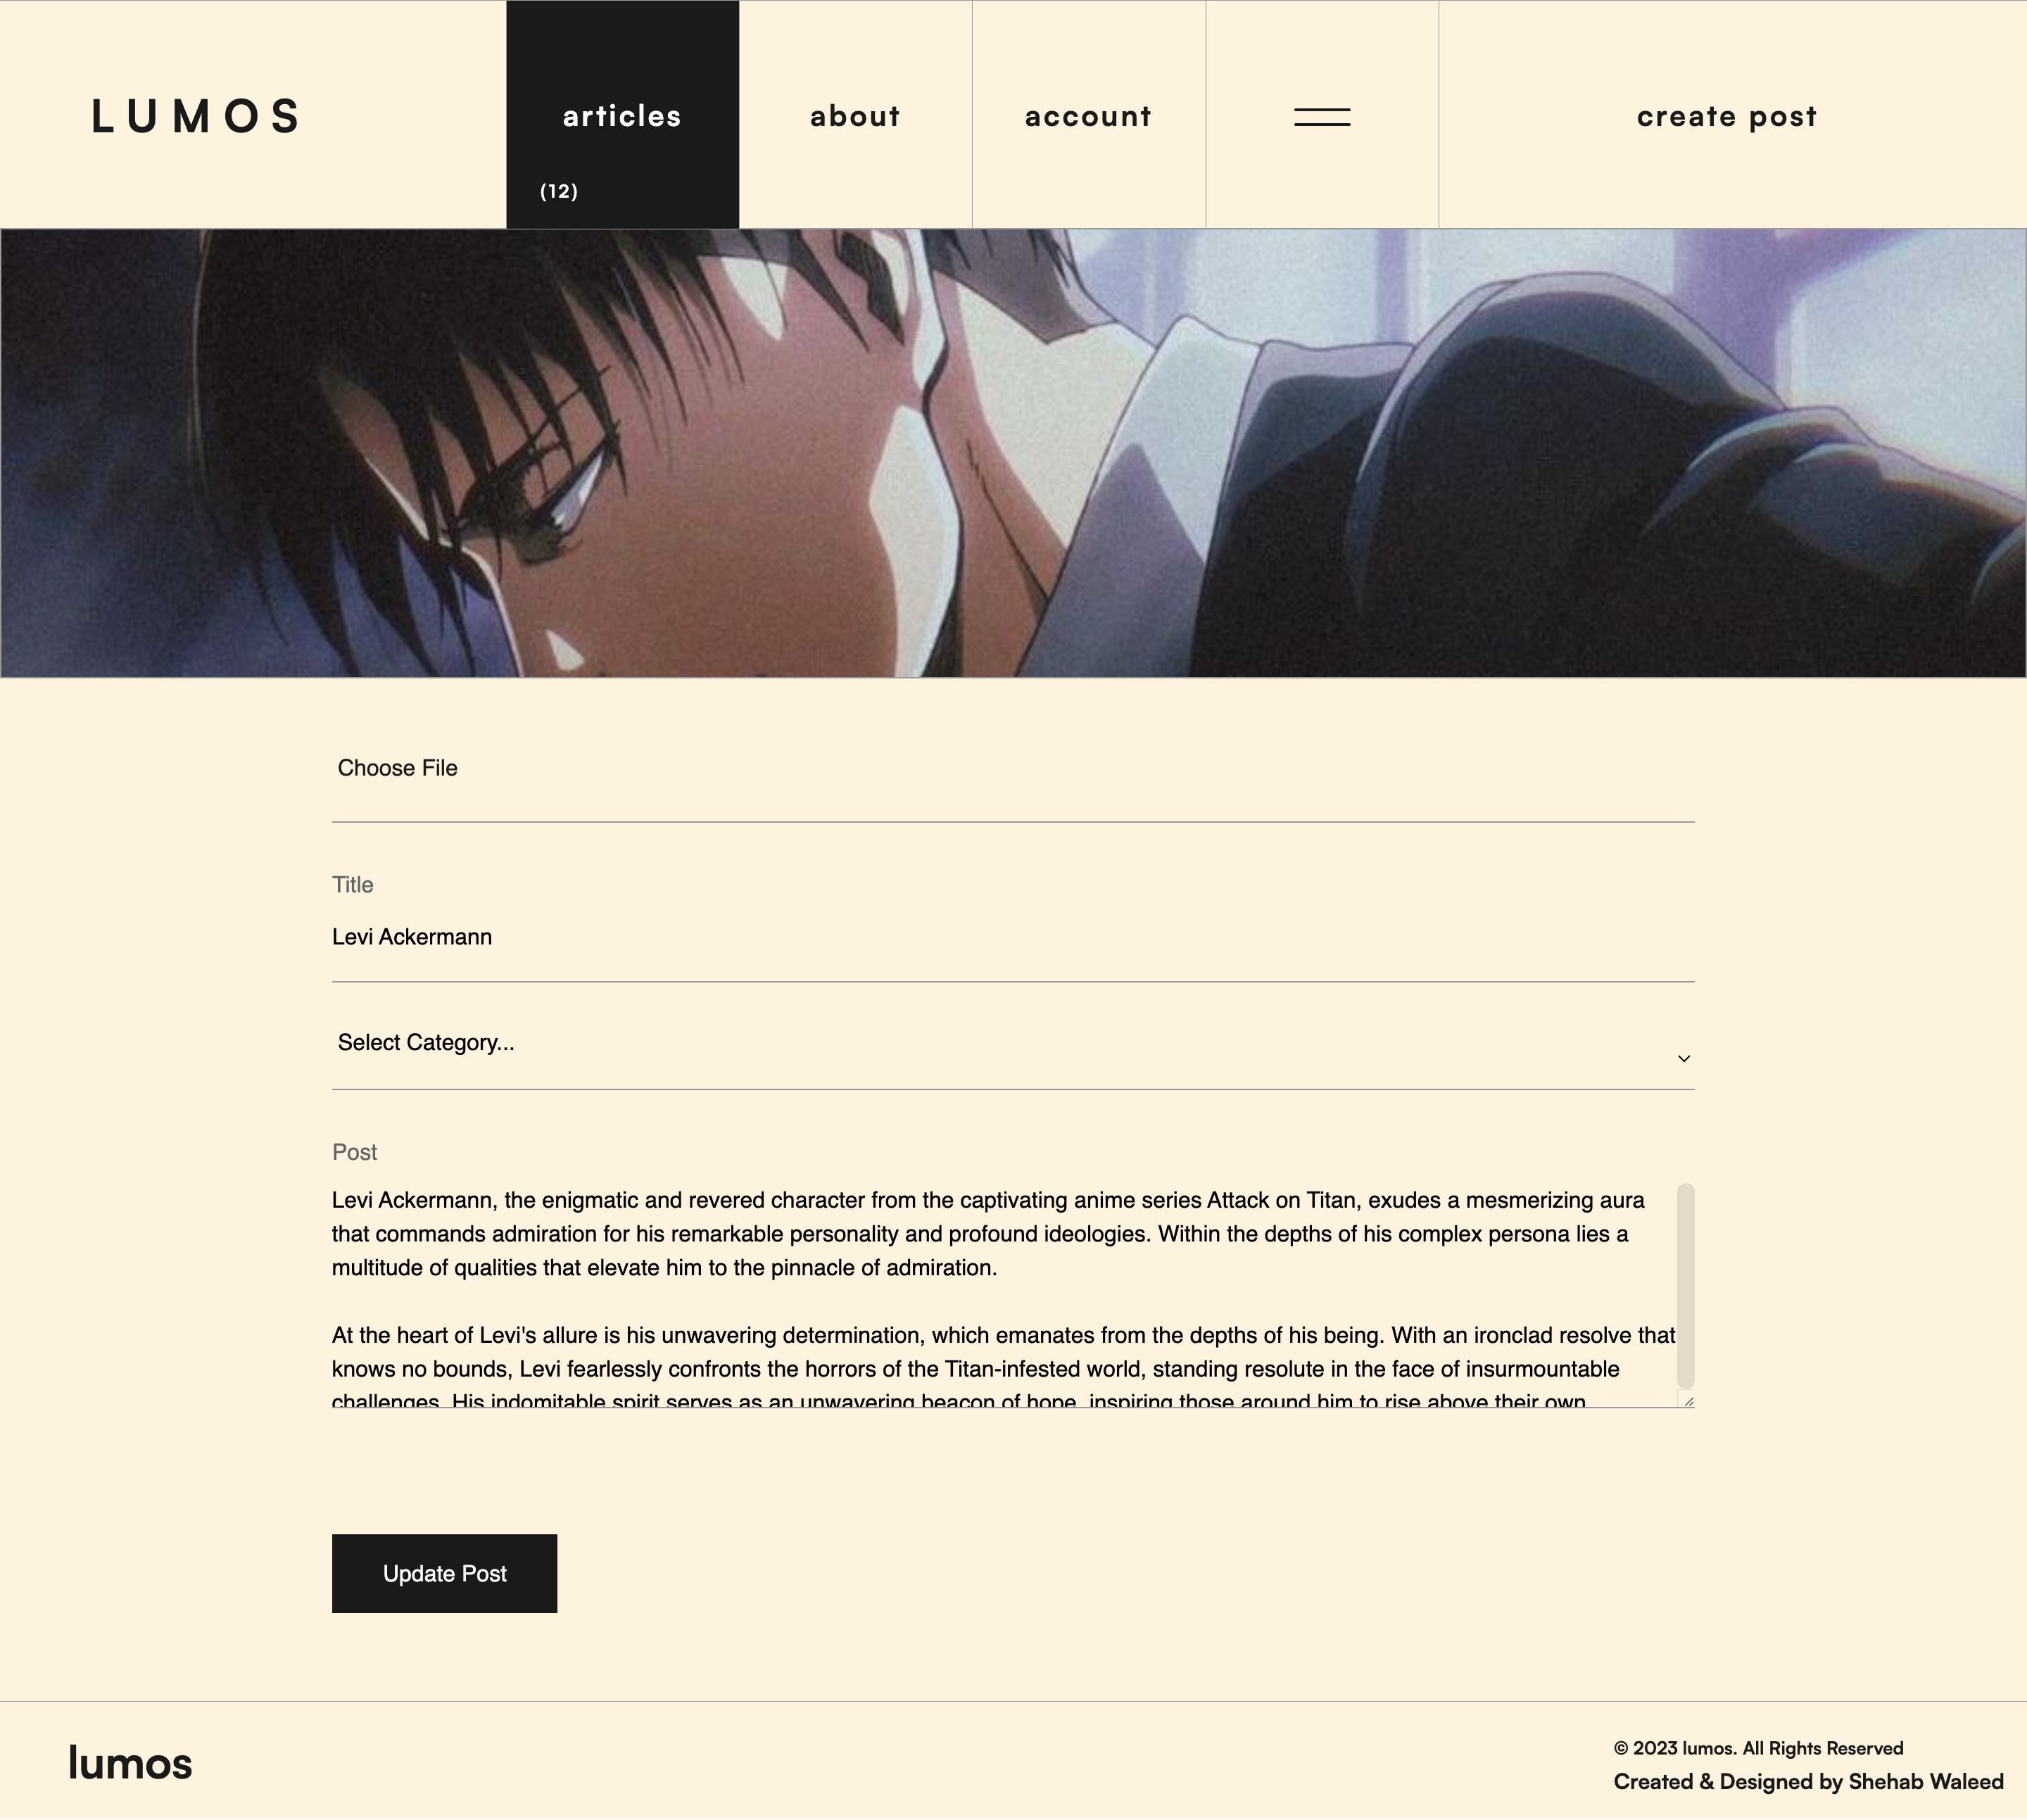 LUMOS
articles
(12)
about
account
create post
Choose File
Title
Levi Ackermann
Select Category...
Post
Levi Ackermann, the enigmatic and revered character from the captivating anime series Attack on Titan, exudes a mesmerizing aura
that commands admiration for his remarkable personality and profound ideologies. Within the depths of his complex persona lies a
multitude of qualities that elevate him to the pinnacle of admiration.
At the heart of Levi's allure is his unwavering determination, which emanates from the depths of his being. With an ironclad resolve that
knows no bounds, Levi fearlessly confronts the horrors of the Titan-infested world, standing resolute in the face of insurmountable
challenges. His indomitable spirit serves as an unwavering beacon of hope, inspiring those around him to rise above their own
Update Post
lumos
© 2023 lumos. All Rights Reserved
Created & Designed by Shehab Waleed